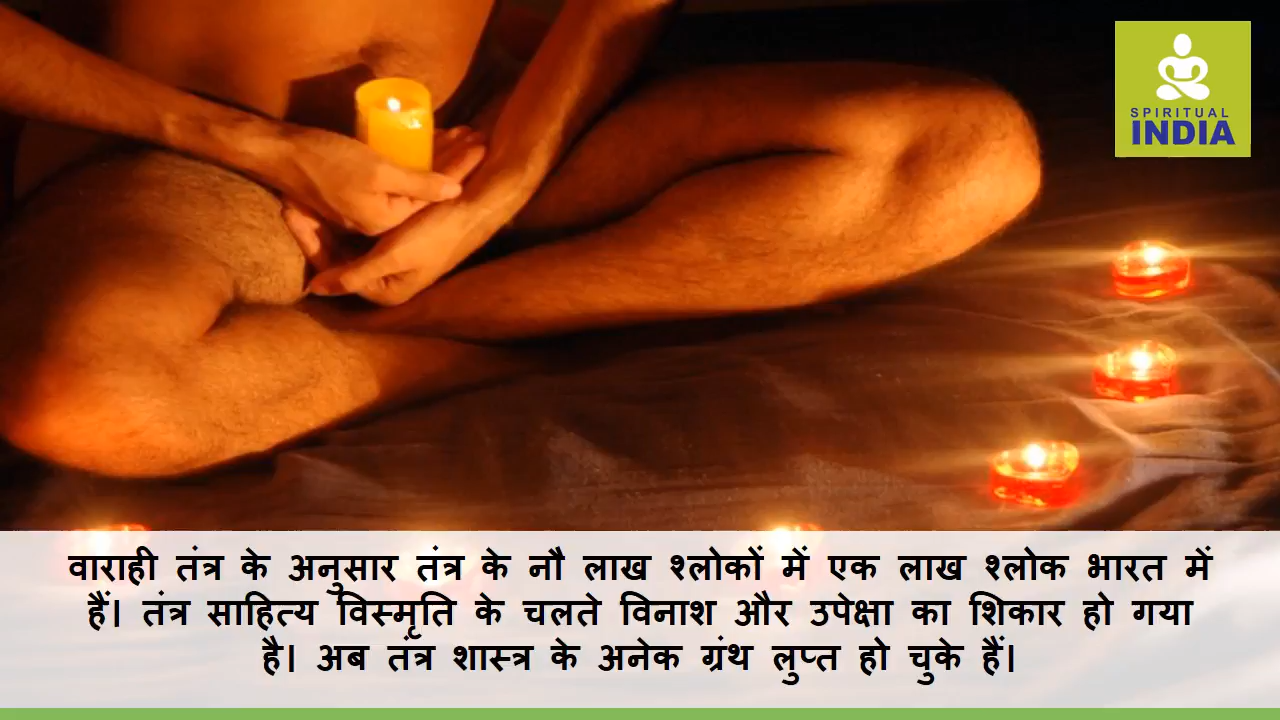 SPIRITUAL
INDIA
वाराही तंत्र के अनुसार तंत्र के नौ लाख श्लोकों में एक लाख श्लोक भारत में
हैं। तंत्र साहित्य विस्मृति के चलते विनाश और उपेक्षा का शिकार हो गया
है। अब तंत्र शास्त्र के अनेक ग्रंथ लुप्त हो चुके हैं।